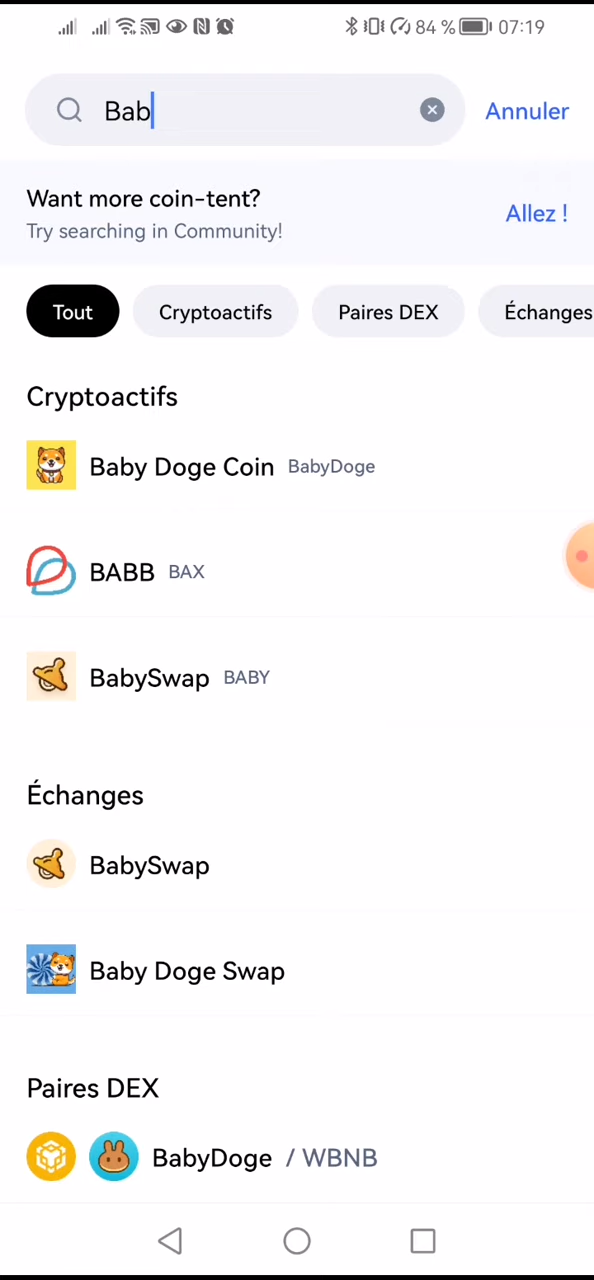 84 % 07:19
Bab
Annuler
Want more coin-tent?
Try searching in Community!
Allez !
Tout
Cryptoactifs
Paires DEX
Échanges
Cryptoactifs
Baby Doge Coin BabyDoge
BABB BAX
BabySwap BABY
Échanges
BabySwap
Baby Doge Swap
Paires DEX
BabyDoge / WBNB